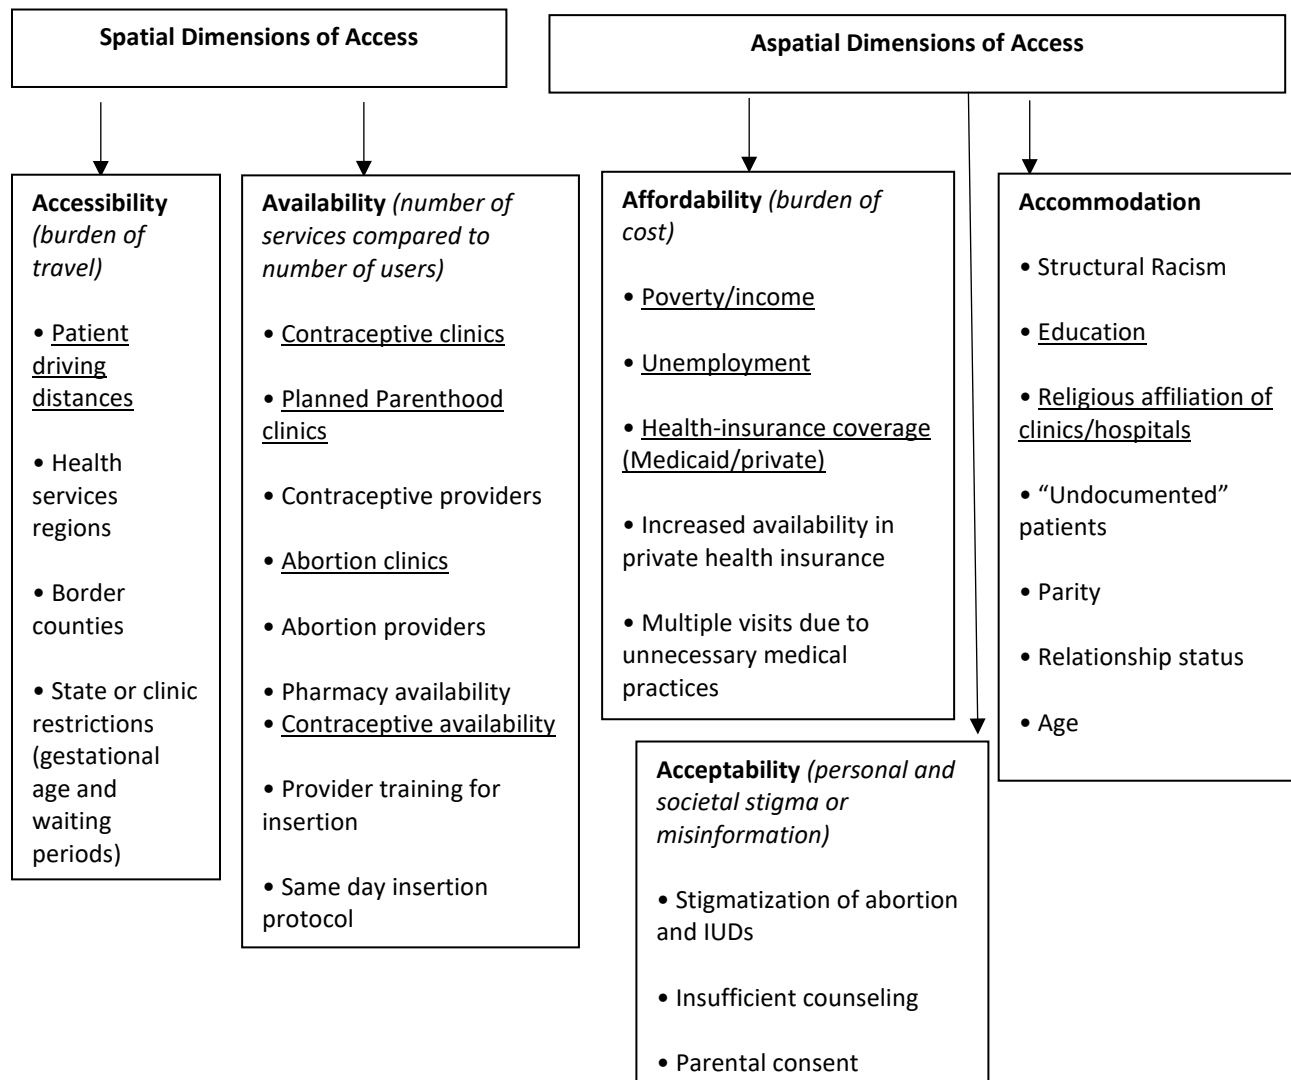 Spatial Dimensions of Access
Aspatial Dimensions of Access
Accessibility
(burden of
travel)
• Patient
driving
distances
• Health
services
regions
• Border
counties
• State or clinic
restrictions
(gestational
age and
waiting
periods)
Availability (number of
services compared to
number of users)
• Contraceptive clinics
• Planned Parenthood
clinics
• Contraceptive providers
• Abortion clinics
• Abortion providers
• Pharmacy availability
• Contraceptive availability
• Provider training for
insertion
• Same day insertion
protocol
Affordability (burden of
cost)
• Poverty/income
• Unemployment
• Health-insurance coverage
(Medicaid/private)
• Increased availability in
private health insurance
• Multiple visits due to
unnecessary medical
practices
Acceptability (personal and
societal stigma or
misinformation)
• Stigmatization of abortion
and IUDs
• Insufficient counseling
• Parental consent
Accommodation
• Structural Racism
• Education
• Religious affiliation of
clinics/hospitals
• “Undocumented”
patients
• Parity
• Relationship status
• Age